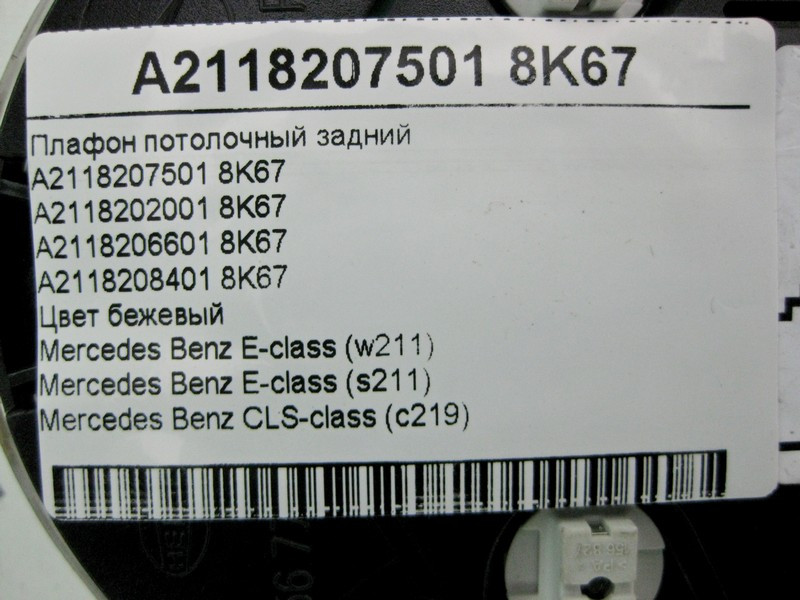 A2118207501 8K67
Плафон потолочный задний
A2118207501 8K67
A2118202001 8K67
A2118206601 8K67
A2118208401 8K67
Цвет бежевый
Mercedes Benz E-class (w211)
Mercedes Benz E-class (s211)
Mercedes Benz CLS-class (c219)